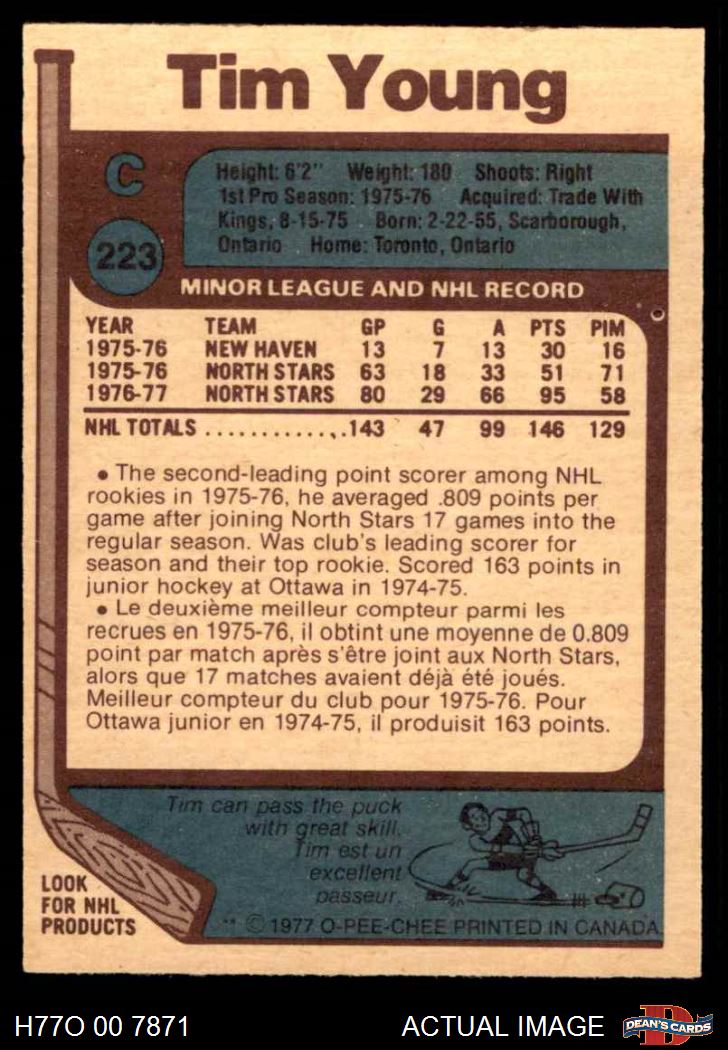 Tim Young
C
Height: 6'2" Weight: 180 Shoots: Right
1st Pro Season: 1975-76 Acquired: Trade With
Kings, 8-15-75 Born: 2-22-55, Scarborough,
Ontario Home: Toronto, Ontario
223
MINOR LEAGUE AND NHL RECORD
YEAR TEAM GP G A PTS PIM
1975-76 NEW HAVEN 13 7 13 30 16
1975-76 NORTH STARS 63 18 33 51 71
1976-77 NORTH STARS 80 29 66 95 58
NHL TOTALS ..............143 47 99 146 129
• The second-leading point scorer among NHL
rookies in 1975-76, he averaged .809 points per
game after joining North Stars 17 games into the
regular season. Was club's leading scorer for
season and their top rookie. Scored 163 points in
junior hockey at Ottawa in 1974-75.
• Le deuxième meilleur compteur parmi les
recrues en 1975-76, il obtint une moyenne de 0.809
point par match après s'être joint aux North Stars,
alors que 17 matches avaient déjà été joués.
Meilleur compteur du club pour 1975-76. Pour
Ottawa junior en 1974-75, il produisit 163 points.
Tim can pass the puck
with great skill.
Tim est un
excellent
passeur.
LOOK
FOR NHL
PRODUCTS
** © 1977 O-PEE-CHEE PRINTED IN CANADA
H77O 00 7871
ACTUAL IMAGE
D
DEAN'S CARDS